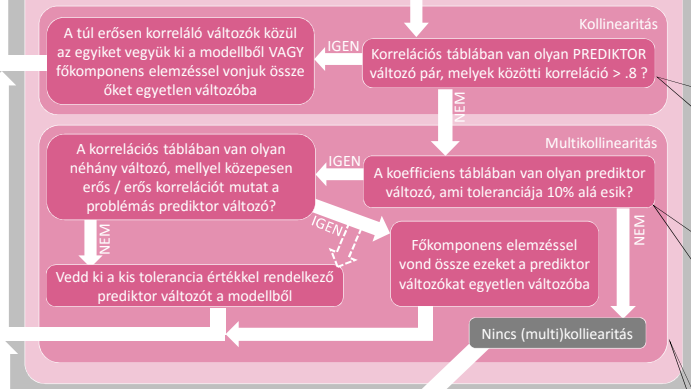 Kollinearitás
A túl erősen korreláló változók közül
az egyiket vegyük ki a modellből VAGY
főkomponens elemzéssel vonjuk össze
őket egyetlen változóba
IGEN
Korrelációs táblában van olyan PREDIKTOR
változó pár, melyek közötti korreláció > .8 ?
NEM
Multikollinearitás
A korrelációs táblában van olyan
néhány változó, mellyel közepesen
erős / erős korrelációt mutat a
problémás prediktor változó?
IGEN
A koefficiens táblában van olyan prediktor
változó, ami toleranciája 10% alá esik?
NEM
IGEN
NEM
Főkomponens elemzéssel
vond össze ezeket a prediktor
változókat egyetlen változóba
Vedd ki a kis tolerancia értékkel rendelkező
prediktor változót a modellből
Nincs (multi)kolliearitás